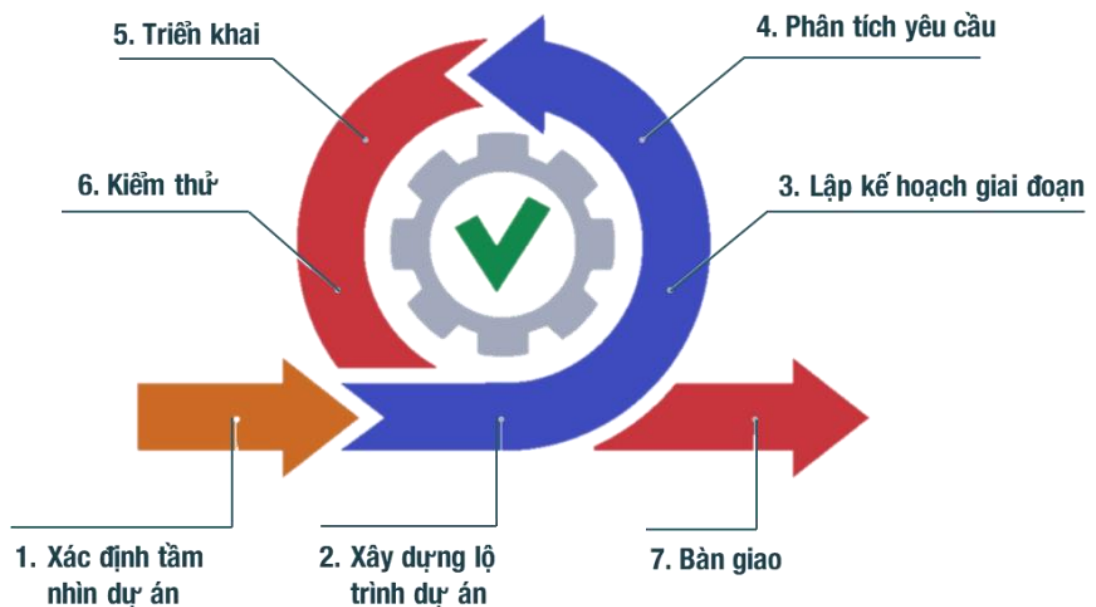 5. Triển khai
4. Phân tích yêu cầu
6. Kiểm thử
3. Lập kế hoạch giai đoạn
1. Xác định tầm
nhìn dự án
2. Xây dựng lộ
trình dự án
7. Bàn giao